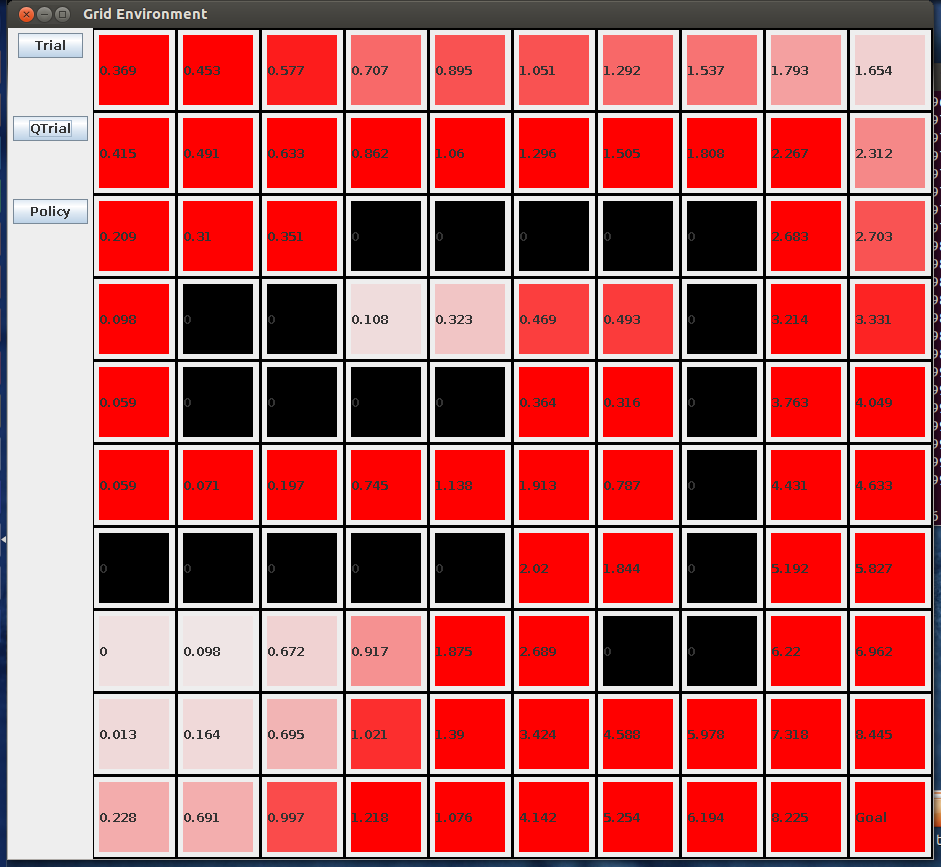 Grid Environment
Trial
0.369 0.453 0.577 0.707 0.895 1.051 1.292 1.537 1.793 1.654
QTrial
0.415 0.491 0.633 0.862 1.06 1.296 1.505 1.808 2.267 2.312
Policy
0.209 0.31 0.351 0 0 0 0 0 2.683 2.703
0.098 0 0 0.108 0.323 0.469 0.493 0 3.214 3.331
0.059 0 0 0 0 0.364 0.316 0 3.763 4.049
0.059 0.071 0.197 0.745 1.138 1.913 0.787 0 4.431 4.633
0 0 0 0 0 2.02 1.844 0 5.192 5.827
0 0.098 0.672 0.917 1.875 2.689 0 0 6.22 6.962
0.013 0.164 0.695 1.021 1.39 3.424 4.588 5.978 7.318 8.445
0.228 0.691 0.997 1.218 1.076 4.142 5.254 6.194 8.225 Goal